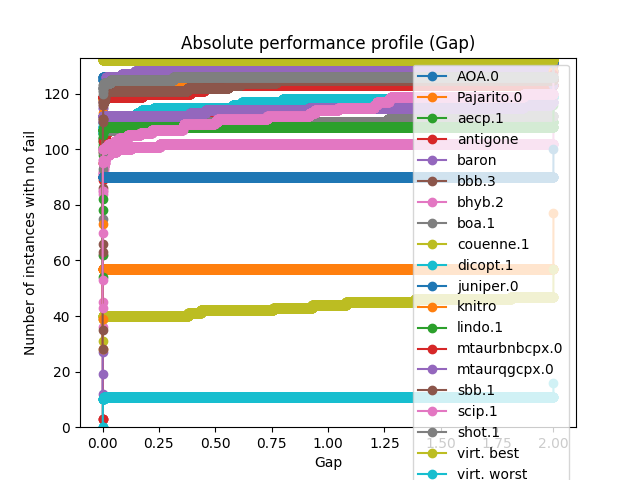 Absolute performance profile (Gap)
Number of instances with no fail
120
100
80
60
40
20
0
0.00 0.25 0.50 0.75 1.00 1.25 1.50 1.75 2.00
Gap
AOA.0
Pajarito.0
aecp.1
antigone
baron
bbb.3
bhyb.2
boa.1
couenne.1
dicopt.1
juniper.0
knitro
lindo.1
mtaurbnbcpx.0
mtaurqgcpx.0
sbb.1
scip.1
shot.1
virt. best
virt. worst